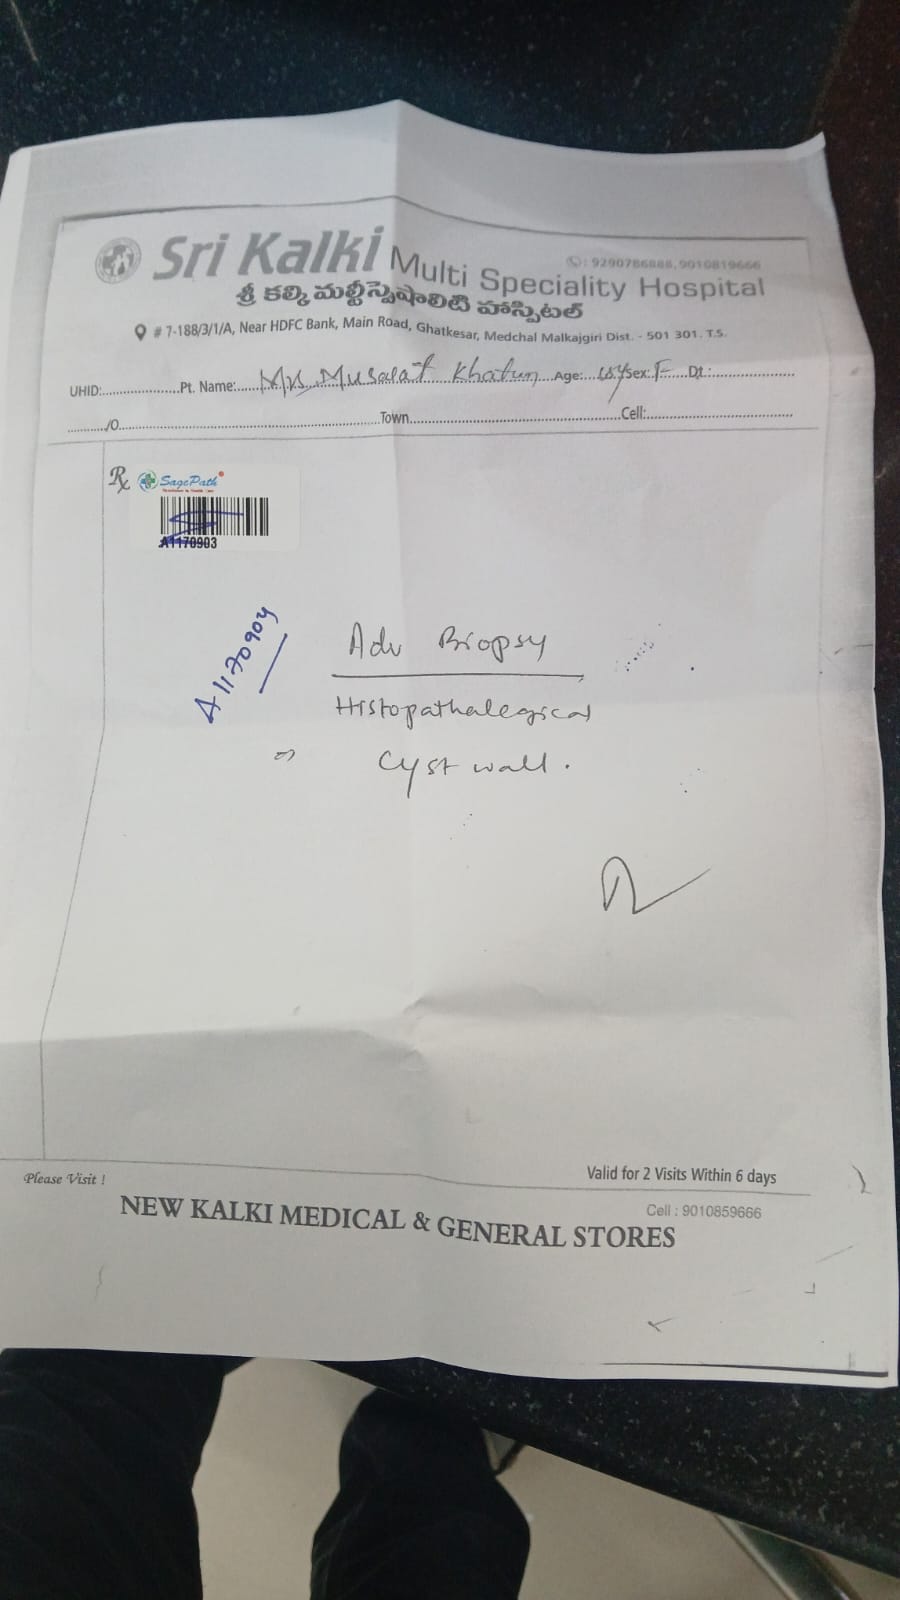 Sri Kalki Multi Speciality Hospital
✆: 9290786888, 9010819666
శ్రీ కల్కి మల్టీస్పెషాలిటీ హాస్పిటల్
# 7-188/3/1/A, Near HDFC Bank, Main Road, Ghatkesar, Medchal Malkajgiri Dist. - 501 301. T.S.
UHID:....................Pt. Name:.....Mrs. Musarat Khatun...Age:... Sex: F......Dt.:...................
.........../O..........................................Town..........................................Cell:..........................
Rx SagePath
A1170903
A1170904
Adv Biopsy
Histopathalegical
Cyst wall.
Please Visit !
Valid for 2 Visits Within 6 days
Cell : 9010859666
NEW KALKI MEDICAL & GENERAL STORES